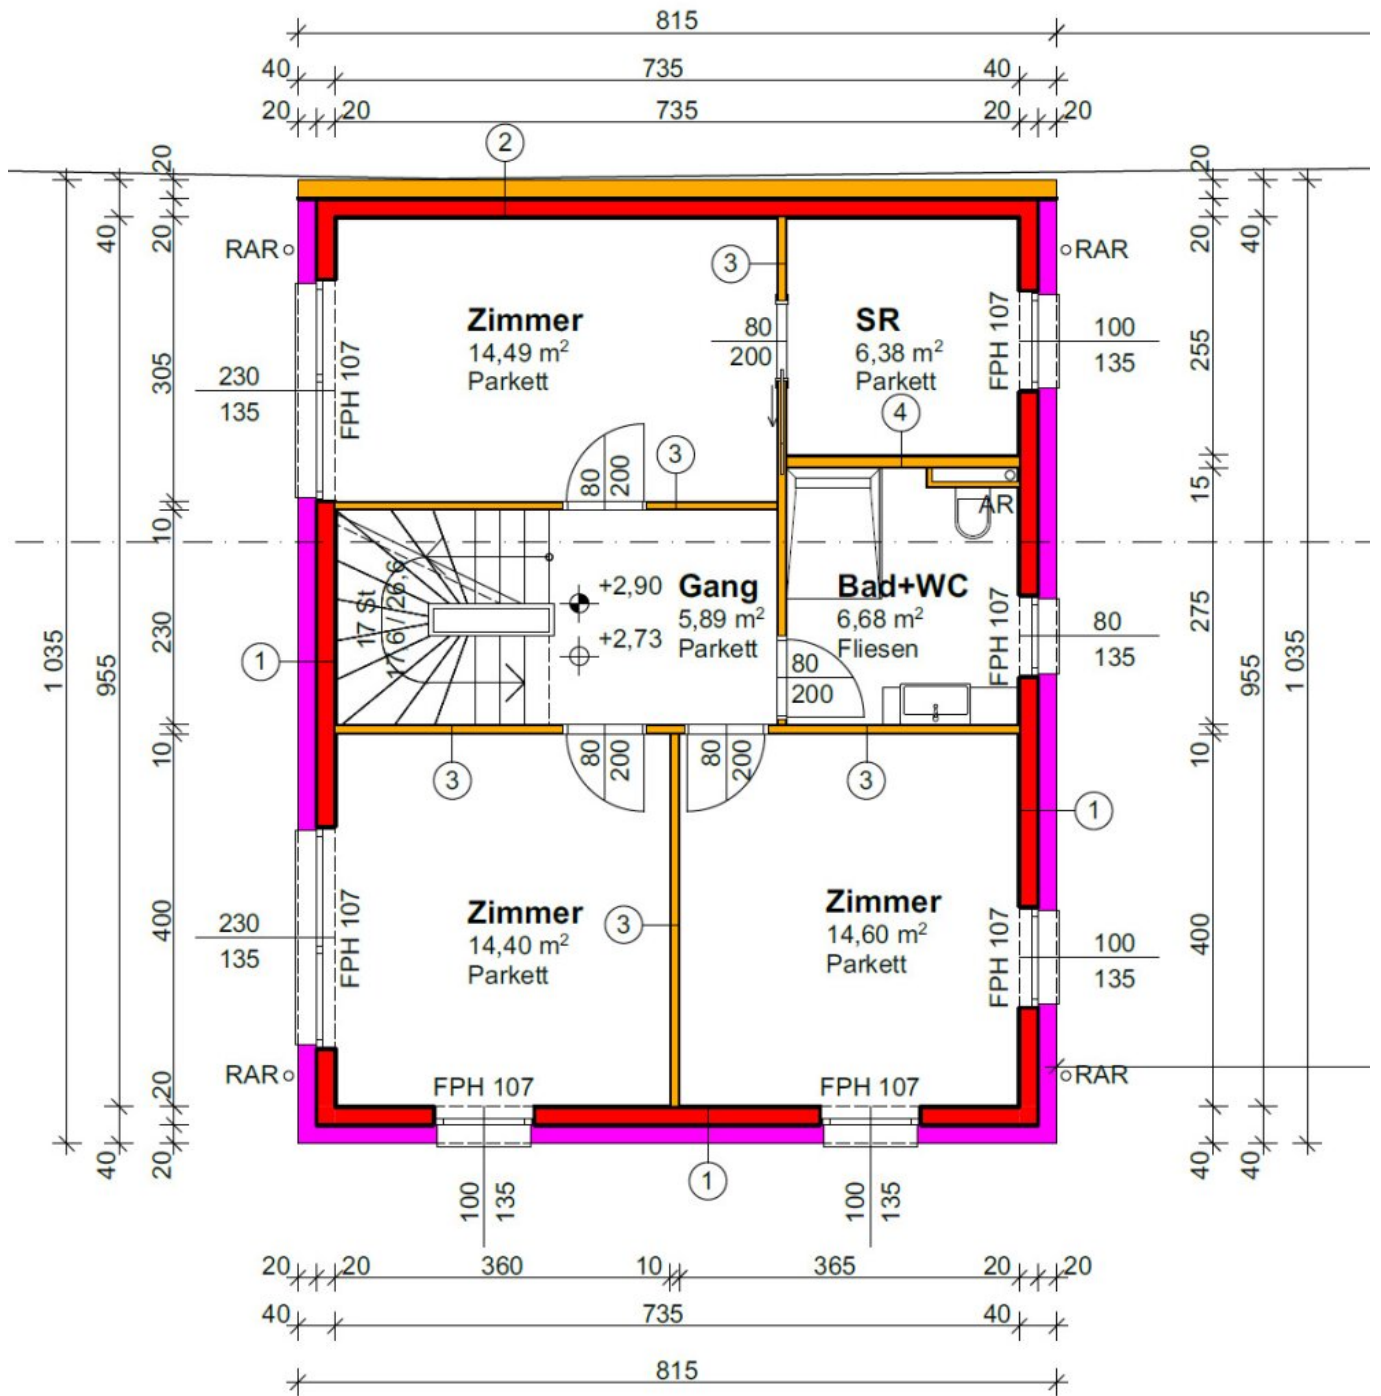 815
40 735 40
20 20 735 20 20
2
20
20
40
305
10
230
10
400
20
20
40
955
1 035
20
20
40
255
15
275
10
400
40
40
955
1 035
RAR
RAR
3
Zimmer
14,49 m²
Parkett
80
200
SR
6,38 m²
Parkett
FPH 107
100
135
230
135
FPH 107
4
3
80
200
AR
17 St
17,6 / 26,6
+2,90
+2,73
Gang
5,89 m²
Parkett
Bad+WC
6,68 m²
Fliesen
FPH 107
80
135
1
80
200
3
80
200
80
200
3
1
Zimmer
14,40 m²
Parkett
3
Zimmer
14,60 m²
Parkett
230
135
FPH 107
FPH 107
100
135
RAR
FPH 107
FPH 107
RAR
100
135
1
100
135
20 20 360 10 365 20 20
40 735 40
815